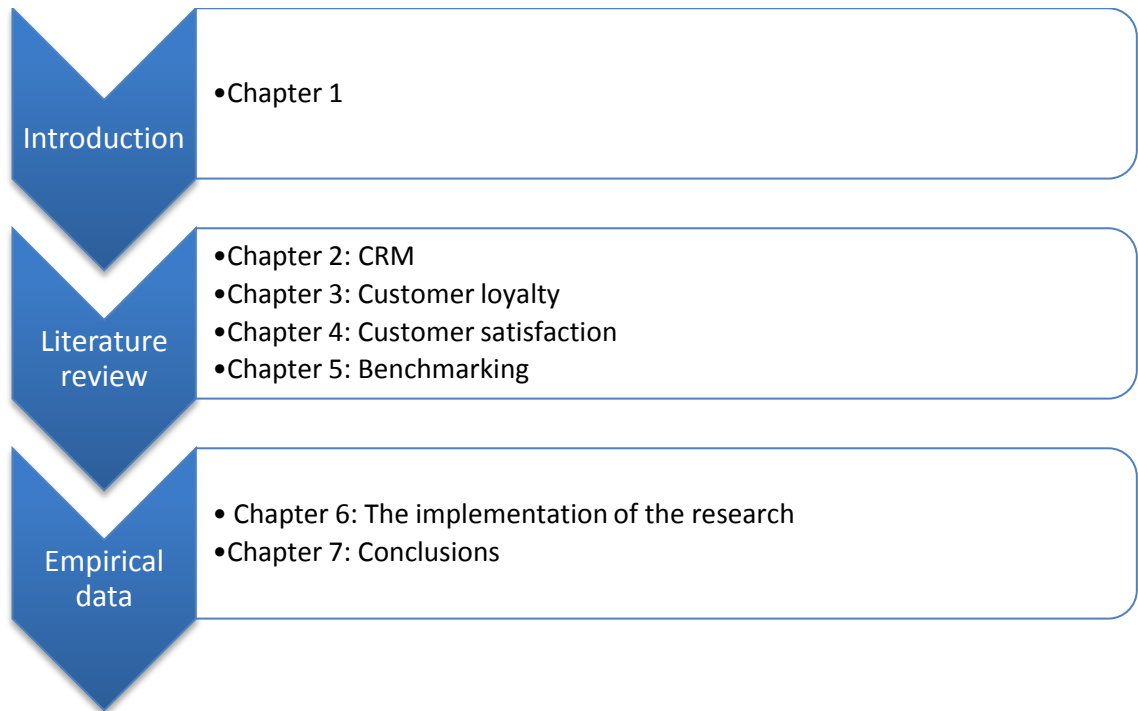 Introduction
•Chapter 1
Literature
review
•Chapter 2: CRM
•Chapter 3: Customer loyalty
•Chapter 4: Customer satisfaction
•Chapter 5: Benchmarking
Empirical
data
• Chapter 6: The implementation of the research
•Chapter 7: Conclusions